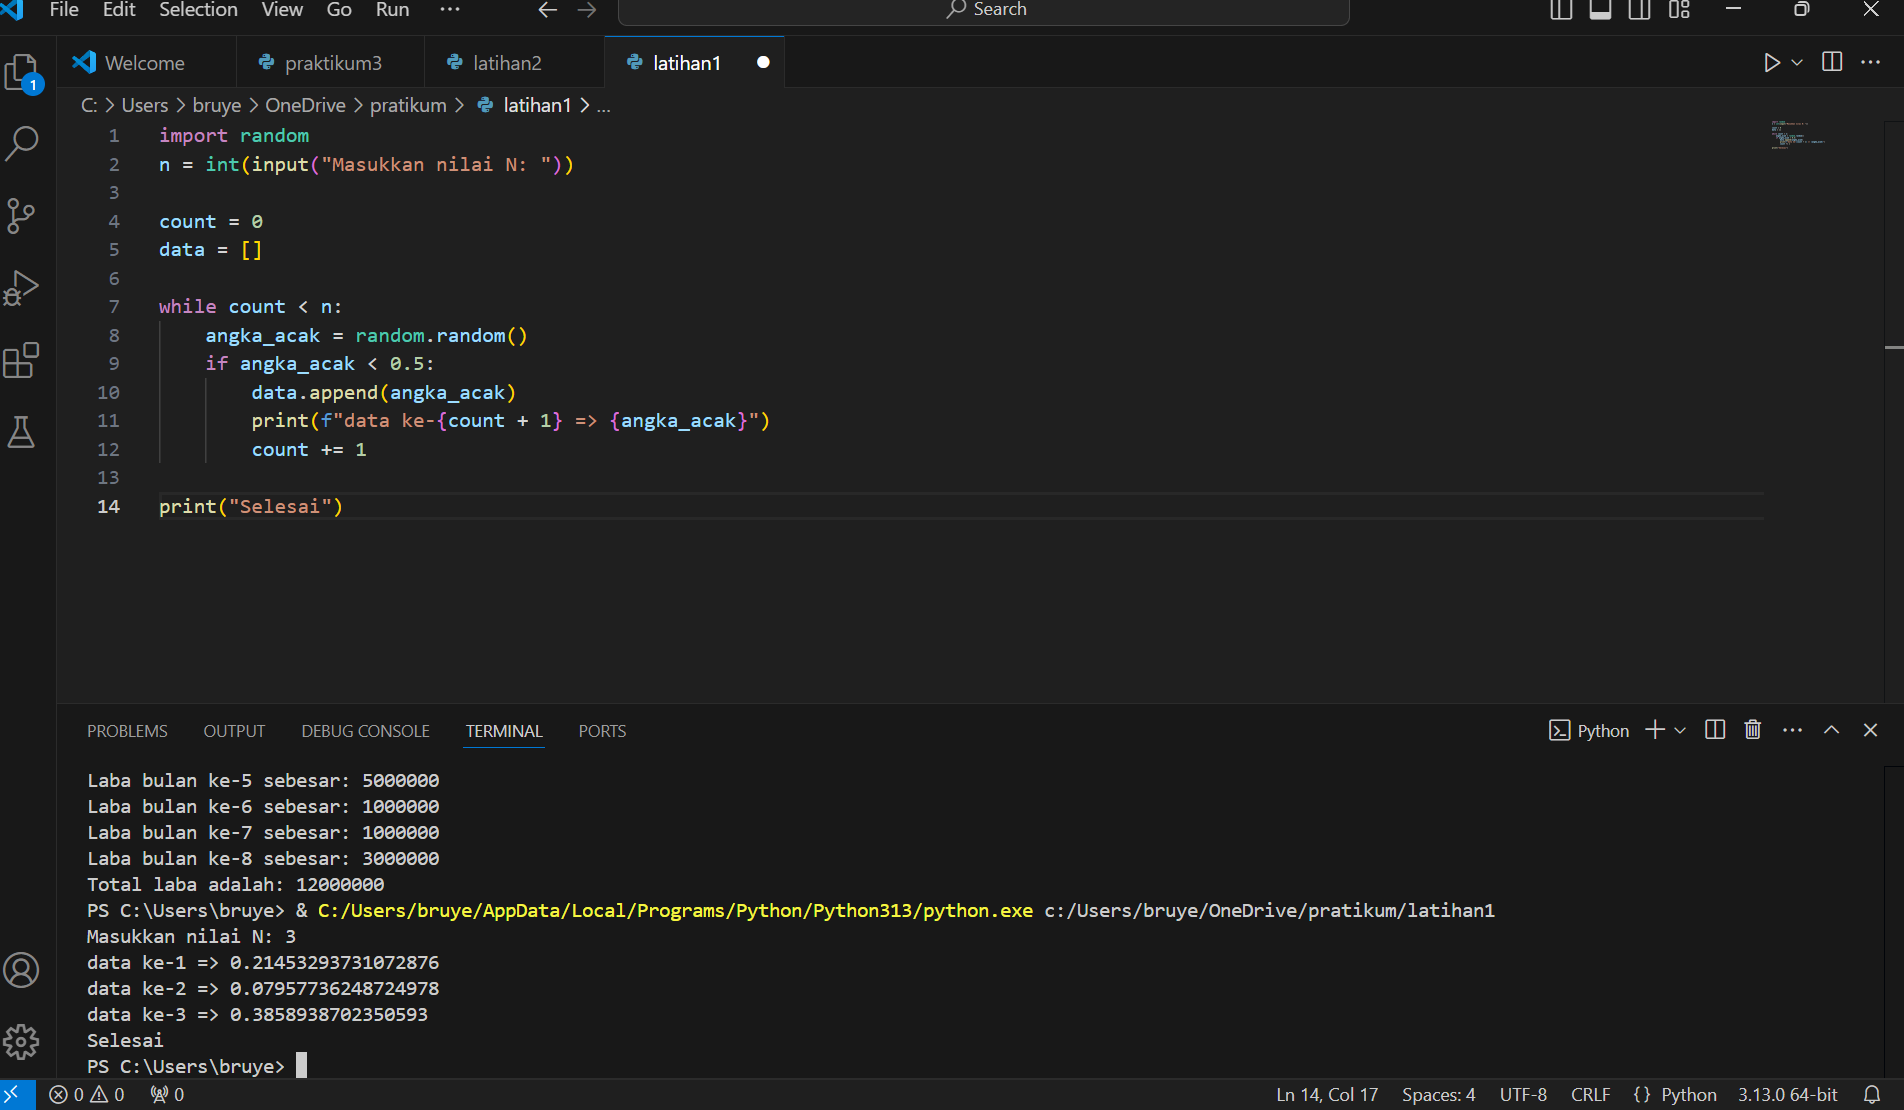 File Edit Selection View Go Run ··· Search
1
Welcome praktikum3 latihan2 latihan1
C: > Users > bruye > OneDrive > pratikum > latihan1 > ...
1 import random
2 n = int(input("Masukkan nilai N: "))
3
4 count = 0
5 data = []
6
7 while count < n:
8 angka_acak = random.random()
9 if angka_acak < 0.5:
10 data.append(angka_acak)
11 print(f"data ke-{count + 1} => {angka_acak}")
12 count += 1
13
14 print("Selesai")
PROBLEMS OUTPUT DEBUG CONSOLE TERMINAL PORTS Python
Laba bulan ke-5 sebesar: 5000000
Laba bulan ke-6 sebesar: 1000000
Laba bulan ke-7 sebesar: 1000000
Laba bulan ke-8 sebesar: 3000000
Total laba adalah: 12000000
PS C:\Users\bruye> & C:/Users/bruye/AppData/Local/Programs/Python/Python313/python.exe c:/Users/bruye/OneDrive/pratikum/latihan1
Masukkan nilai N: 3
data ke-1 => 0.21453293731072876
data ke-2 => 0.07957736248724978
data ke-3 => 0.3858938702350593
Selesai
PS C:\Users\bruye>
0 0 0 Ln 14, Col 17 Spaces: 4 UTF-8 CRLF {} Python 3.13.0 64-bit